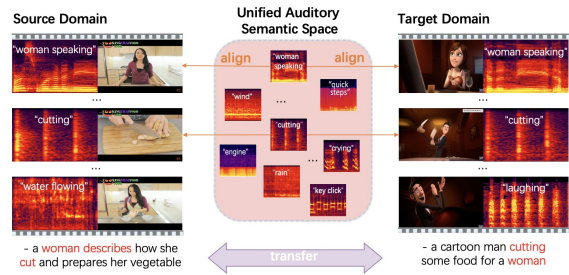 Source Domain
Unified Auditory
Semantic Space
Target Domain
"woman speaking"
align
"woman
speaking"
align
"woman speaking"
...
"wind"
...
"quick
steps"
...
"cutting"
"cutting"
"cutting"
"engine"
...
"crying"
...
"rain"
...
"water flowing"
"key click"
"laughing"
- a woman describes how she
cut and prepares her vegetable
transfer
- a cartoon man cutting
some food for a woman